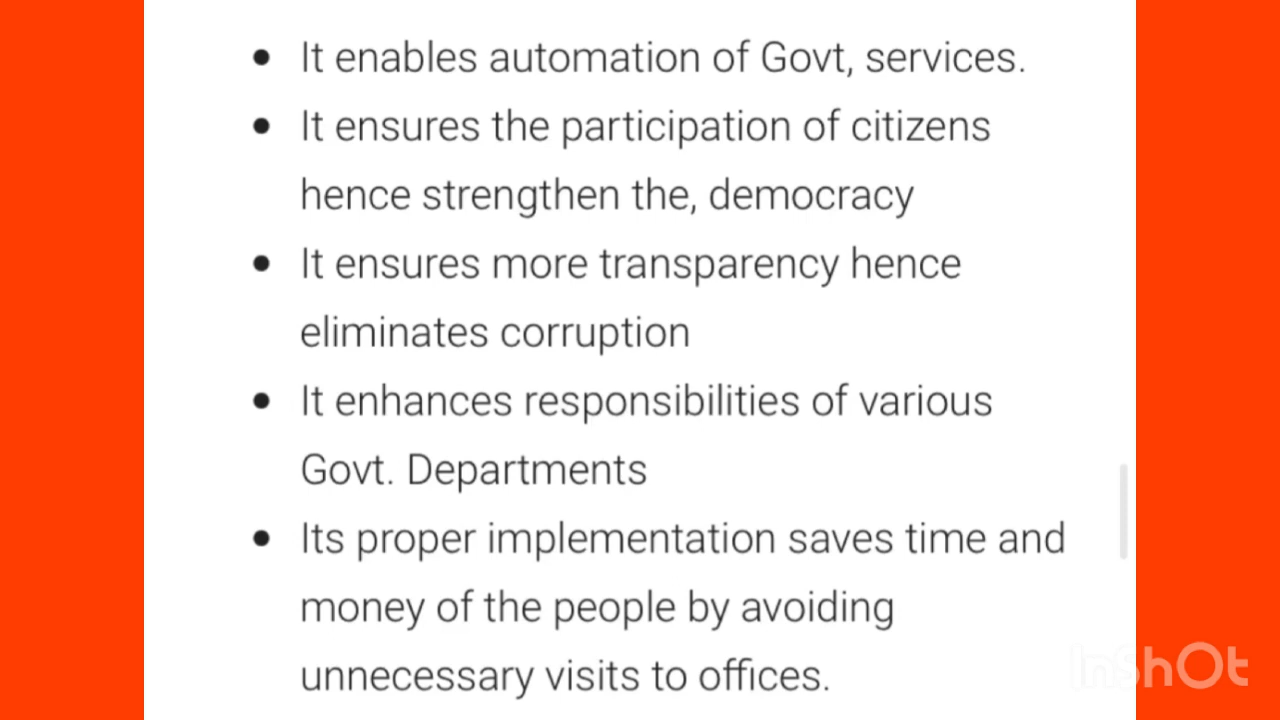 It enables automation of Govt, services.
It ensures the participation of citizens
hence strengthen the, democracy
It ensures more transparency hence
eliminates corruption
It enhances responsibilities of various
Govt. Departments
Its proper implementation saves time and
money of the people by avoiding
unnecessary visits to offices.
InShOt